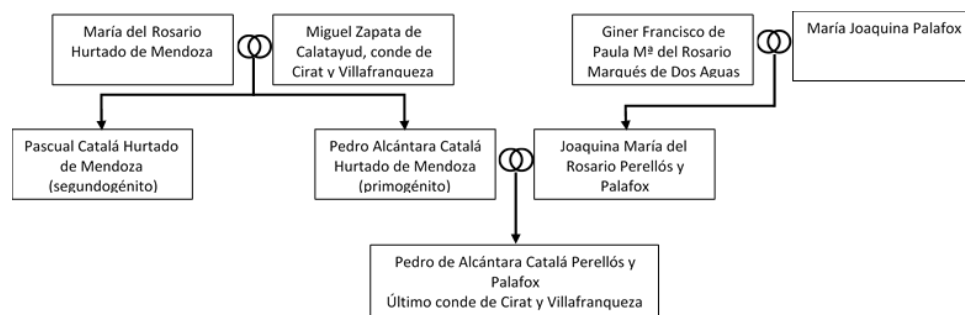 María del Rosario
Hurtado de Mendoza
Miguel Zapata de
Calatayud, conde de
Cirat y Villafranqueza
Giner Francisco de
Paula Mª del Rosario
Marqués de Dos Aguas
María Joaquina Palafox
Pascual Catalá Hurtado
de Mendoza
(segundogénito)
Pedro Alcántara Catalá
Hurtado de Mendoza
(primogénito)
Joaquina María del
Rosario Perellós y
Palafox
Pedro de Alcántara Catalá Perellós y
Palafox
Último conde de Cirat y Villafranqueza